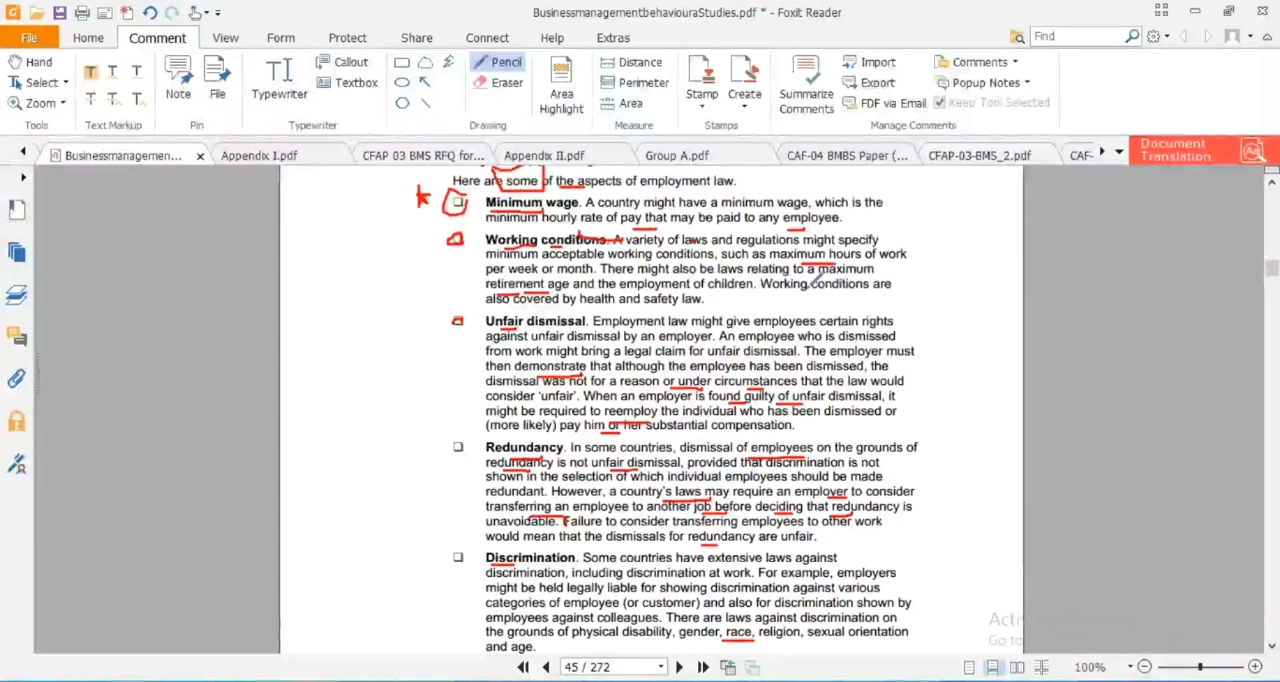 BusinessmanagementbehaviouraStudies.pdf * - Foxit Reader
File Home Comment View Form Protect Share Connect Help Extras Find
Hand Select Zoom Tools
Text Markup
Note File Pin
Typewriter Callout Textbox Typewriter
Pencil Eraser Area Highlight Drawing
Distance Perimeter Area Measure
Stamp Create Stamps
Summarize Comments Import Export FDF via Email Comments Popup Notes Keep Tool Selected Manage Comments
Businessmanagemen... x Appendix I.pdf CFAP 03 BMS RFQ for... Appendix II.pdf Group A.pdf CAF-04 BMBS Paper (... CFAP-03-BMS_2.pdf CAF-
Document Translation
Here are some of the aspects of employment law.
Minimum wage. A country might have a minimum wage, which is the
minimum hourly rate of pay that may be paid to any employee.
Working conditions. A variety of laws and regulations might specify
minimum acceptable working conditions, such as maximum hours of work
per week or month. There might also be laws relating to a maximum
retirement age and the employment of children. Working conditions are
also covered by health and safety law.
Unfair dismissal. Employment law might give employees certain rights
against unfair dismissal by an employer. An employee who is dismissed
from work might bring a legal claim for unfair dismissal. The employer must
then demonstrate that although the employee has been dismissed, the
dismissal was not for a reason or under circumstances that the law would
consider ‘unfair’. When an employer is found guilty of unfair dismissal, it
might be required to reemploy the individual who has been dismissed or
(more likely) pay him or her substantial compensation.
Redundancy. In some countries, dismissal of employees on the grounds of
redundancy is not unfair dismissal, provided that discrimination is not
shown in the selection of which individual employees should be made
redundant. However, a country’s laws may require an employer to consider
transferring an employee to another job before deciding that redundancy is
unavoidable. Failure to consider transferring employees to other work
would mean that the dismissals for redundancy are unfair.
Discrimination. Some countries have extensive laws against
discrimination, including discrimination at work. For example, employers
might be held legally liable for showing discrimination against various
categories of employee (or customer) and also for discrimination shown by
employees against colleagues. There are laws against discrimination on
the grounds of physical disability, gender, race, religion, sexual orientation
and age.
Acti
Go to
45 / 272 100%